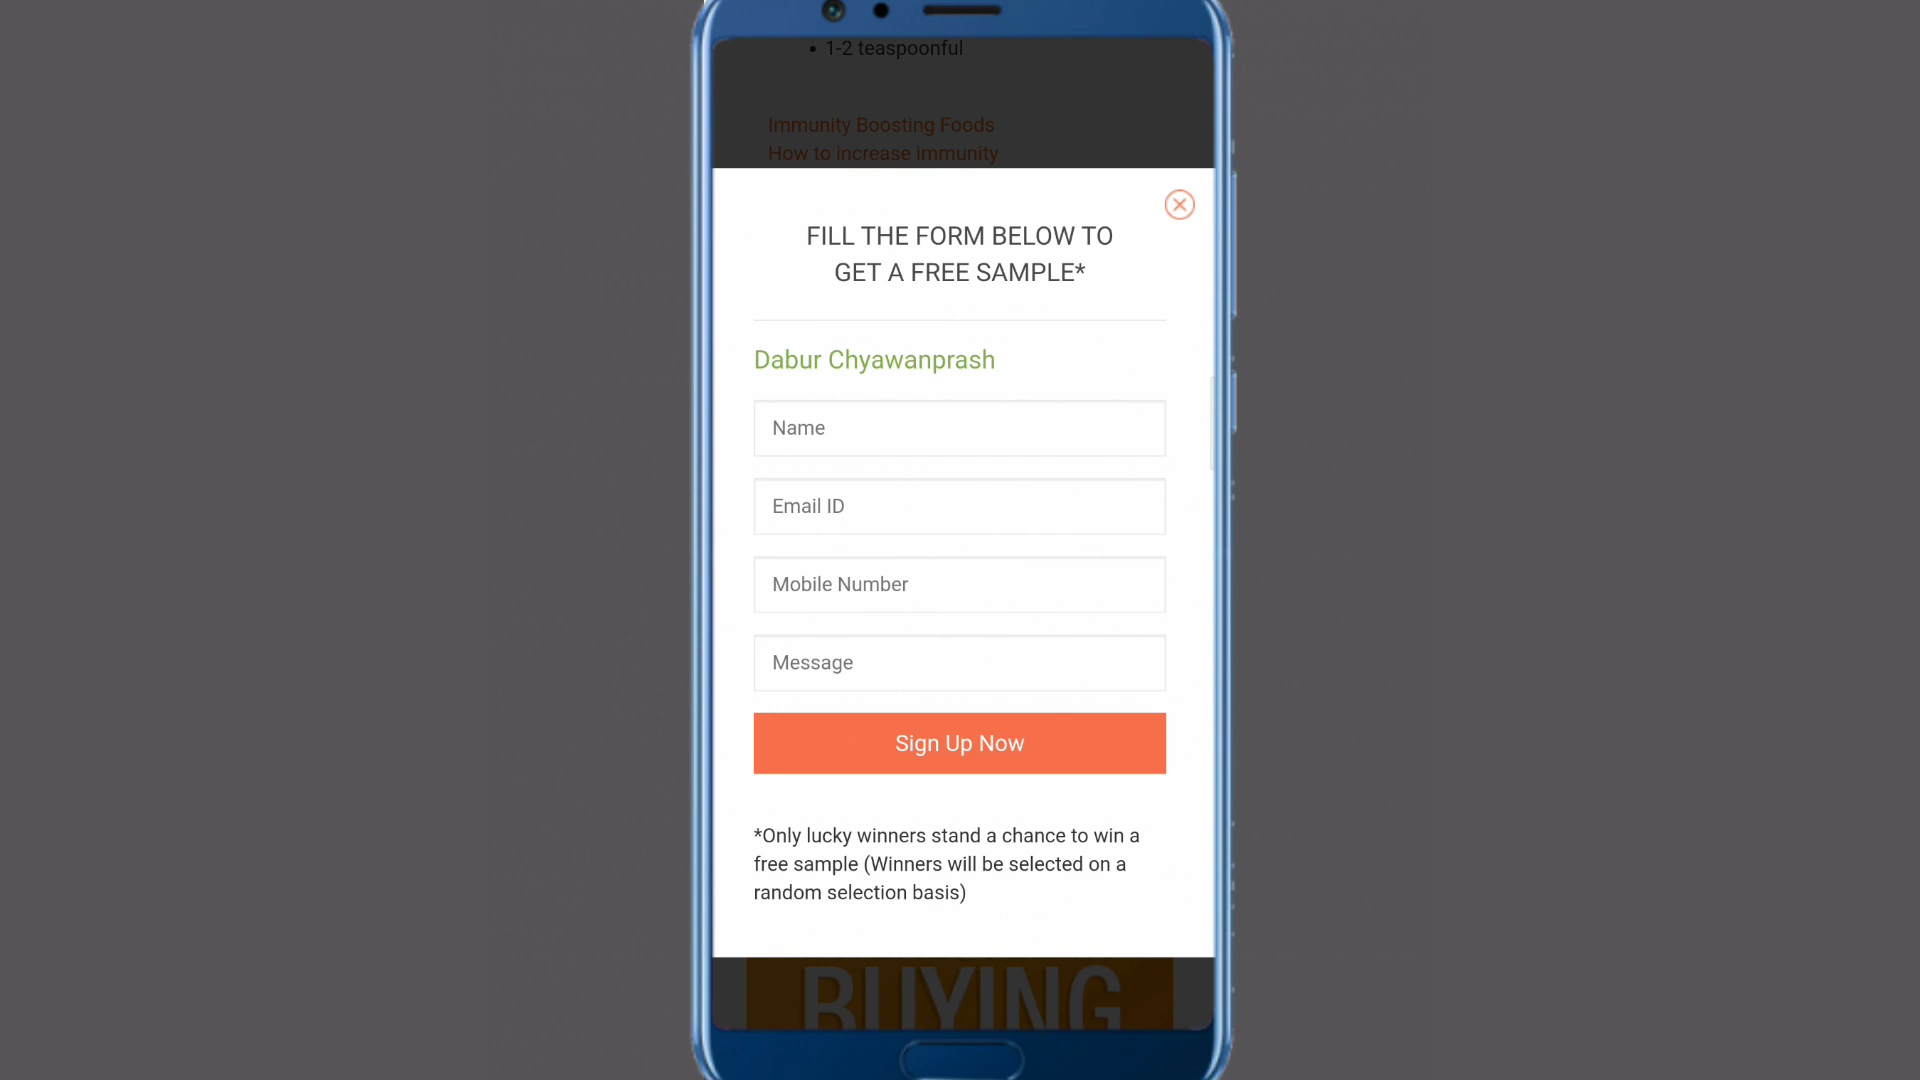 • 1-2 teaspoonful
Immunity Boosting Foods
How to increase immunity
FILL THE FORM BELOW TO
GET A FREE SAMPLE*
Dabur Chyawanprash
Name
Email ID
Mobile Number
Message
Sign Up Now
*Only lucky winners stand a chance to win a
free sample (Winners will be selected on a
random selection basis)
BUYING